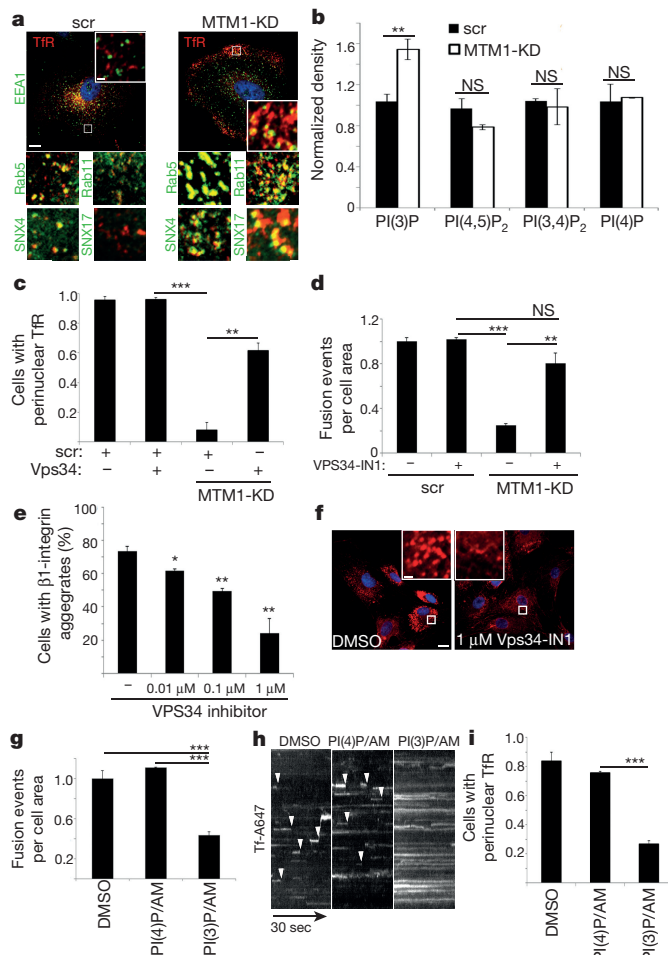 a
scr
MTM1-KD
TfR
TfR
EEA1
Rab5
Rab11
Rab5
Rab11
SNX4
SNX17
SNX4
SNX17
b
scr
MTM1-KD
Normalized density
1.6
1.2
0.8
0.4
0
**
NS
NS
NS
PI(3)P
PI(4,5)P2
PI(3,4)P2
PI(4)P
c
Cells with
perinuclear TfR
1.0
0.8
0.6
0.4
0.2
***
**
scr: + + + –
Vps34: – + – +
MTM1-KD
d
Fusion events
per cell area
1.2
0.8
0.4
0
NS
***
**
VPS34-IN1: – + – +
scr
MTM1-KD
e
Cells with β1-integrin
aggegrates (%)
100
80
60
40
20
*
**
**
– 0.01 μM 0.1 μM 1 μM
VPS34 inhibitor
f
DMSO
1 μM Vps34-IN1
g
Fusion events
per cell area
1.2
0.8
0.4
***
***
DMSO
PI(4)P/AM
PI(3)P/AM
h
DMSO
PI(4)P/AM
PI(3)P/AM
Tf-A647
30 sec
i
Cells with
perinuclear TfR
1.0
0.8
0.6
0.4
0.2
***
DMSO
PI(4)P/AM
PI(3)P/AM